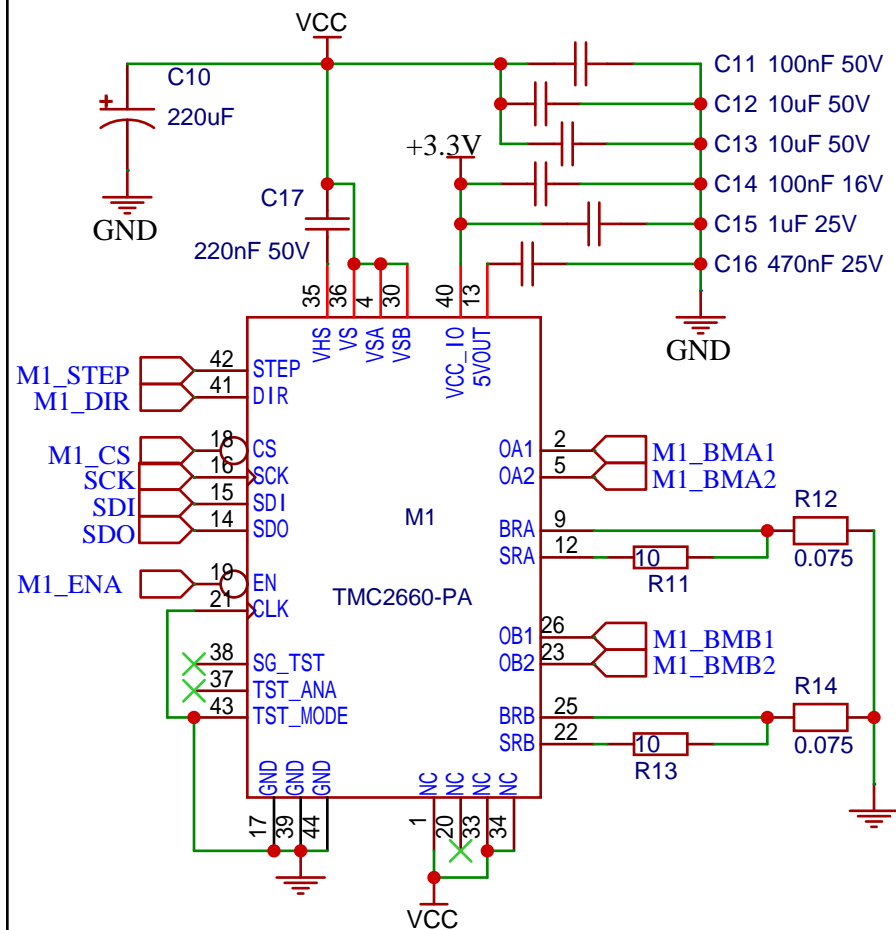 VCC
C10
220uF
GND
C17
220nF 50V
+3.3V
C11 100nF 50V
C12 10uF 50V
C13 10uF 50V
C14 100nF 16V
C15 1uF 25V
C16 470nF 25V
GND
35
36
4
30
40
13
VHS
VS
VSA
VSB
VCC_IO
5VOUT
M1_STEP
42
STEP
M1_DIR
41
DIR
M1_CS
18
CS
SCK
16
SCK
SDI
15
SDI
SDO
14
SDO
M1_ENA
19
EN
21
CLK
38
SG_TST
37
TST_ANA
43
TST_MODE
M1
TMC2660-PA
OA1
2
M1_BMA1
OA2
5
M1_BMA2
BRA
9
SRA
12
10
R11
R12
0.075
OB1
26
M1_BMB1
OB2
23
M1_BMB2
BRB
25
SRB
22
10
R13
R14
0.075
GND
GND
GND
17
39
44
NC
NC
NC
NC
1
20
33
34
VCC